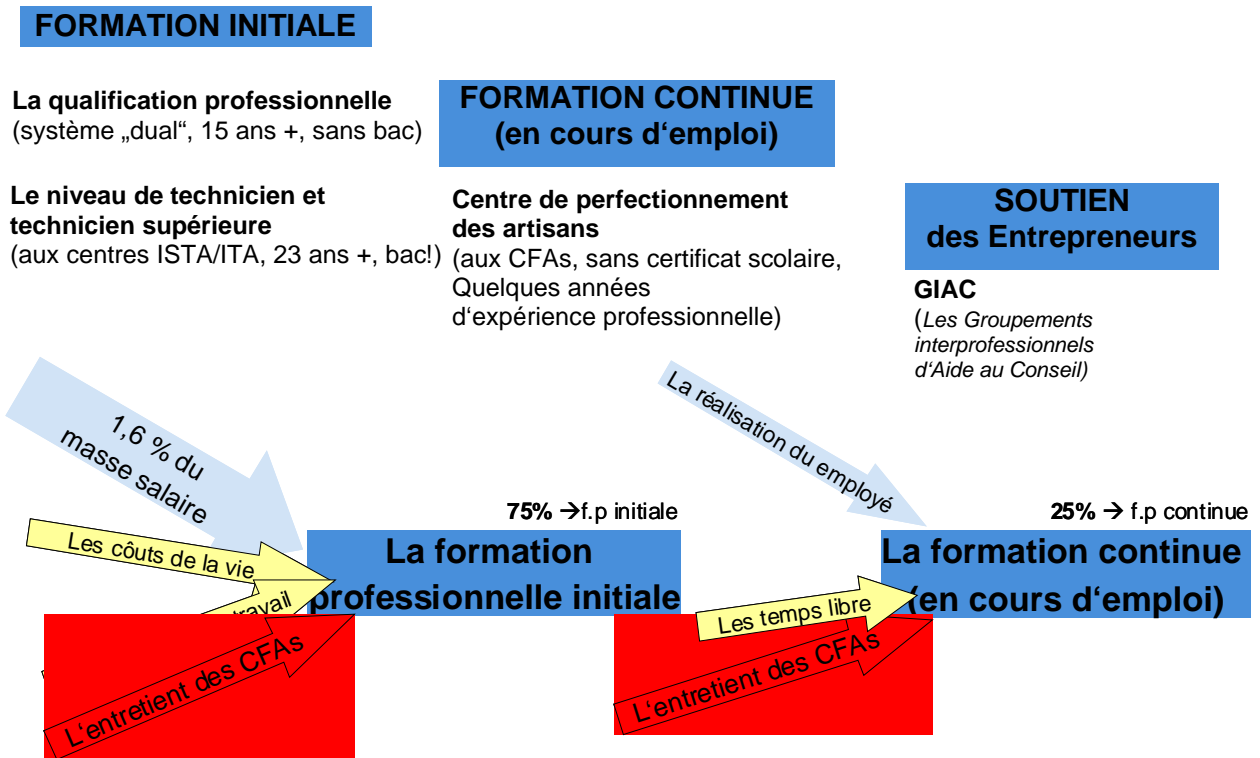 FORMATION INITIALE
La qualification professionnelle
(système „dual“, 15 ans +, sans bac)
Le niveau de technicien et
technicien supérieure
(aux centres ISTA/ITA, 23 ans +, bac!)
FORMATION CONTINUE
(en cours d‘emploi)
Centre de perfectionnement
des artisans
(aux CFAs, sans certificat scolaire,
Quelques années
d‘expérience professionnelle)
SOUTIEN
des Entrepreneurs
GIAC
(Les Groupements
interprofessionnels
d‘Aide au Conseil)
1,6 % du
masse salaire
Les côuts de la vie
L‘entretient des CFAs
75% →f.p initiale
La formation
professionnelle initiale
La réalisation du employé
Les temps libre
L‘entretient des CFAs
25% → f.p continue
La formation continue
(en cours d‘emploi)